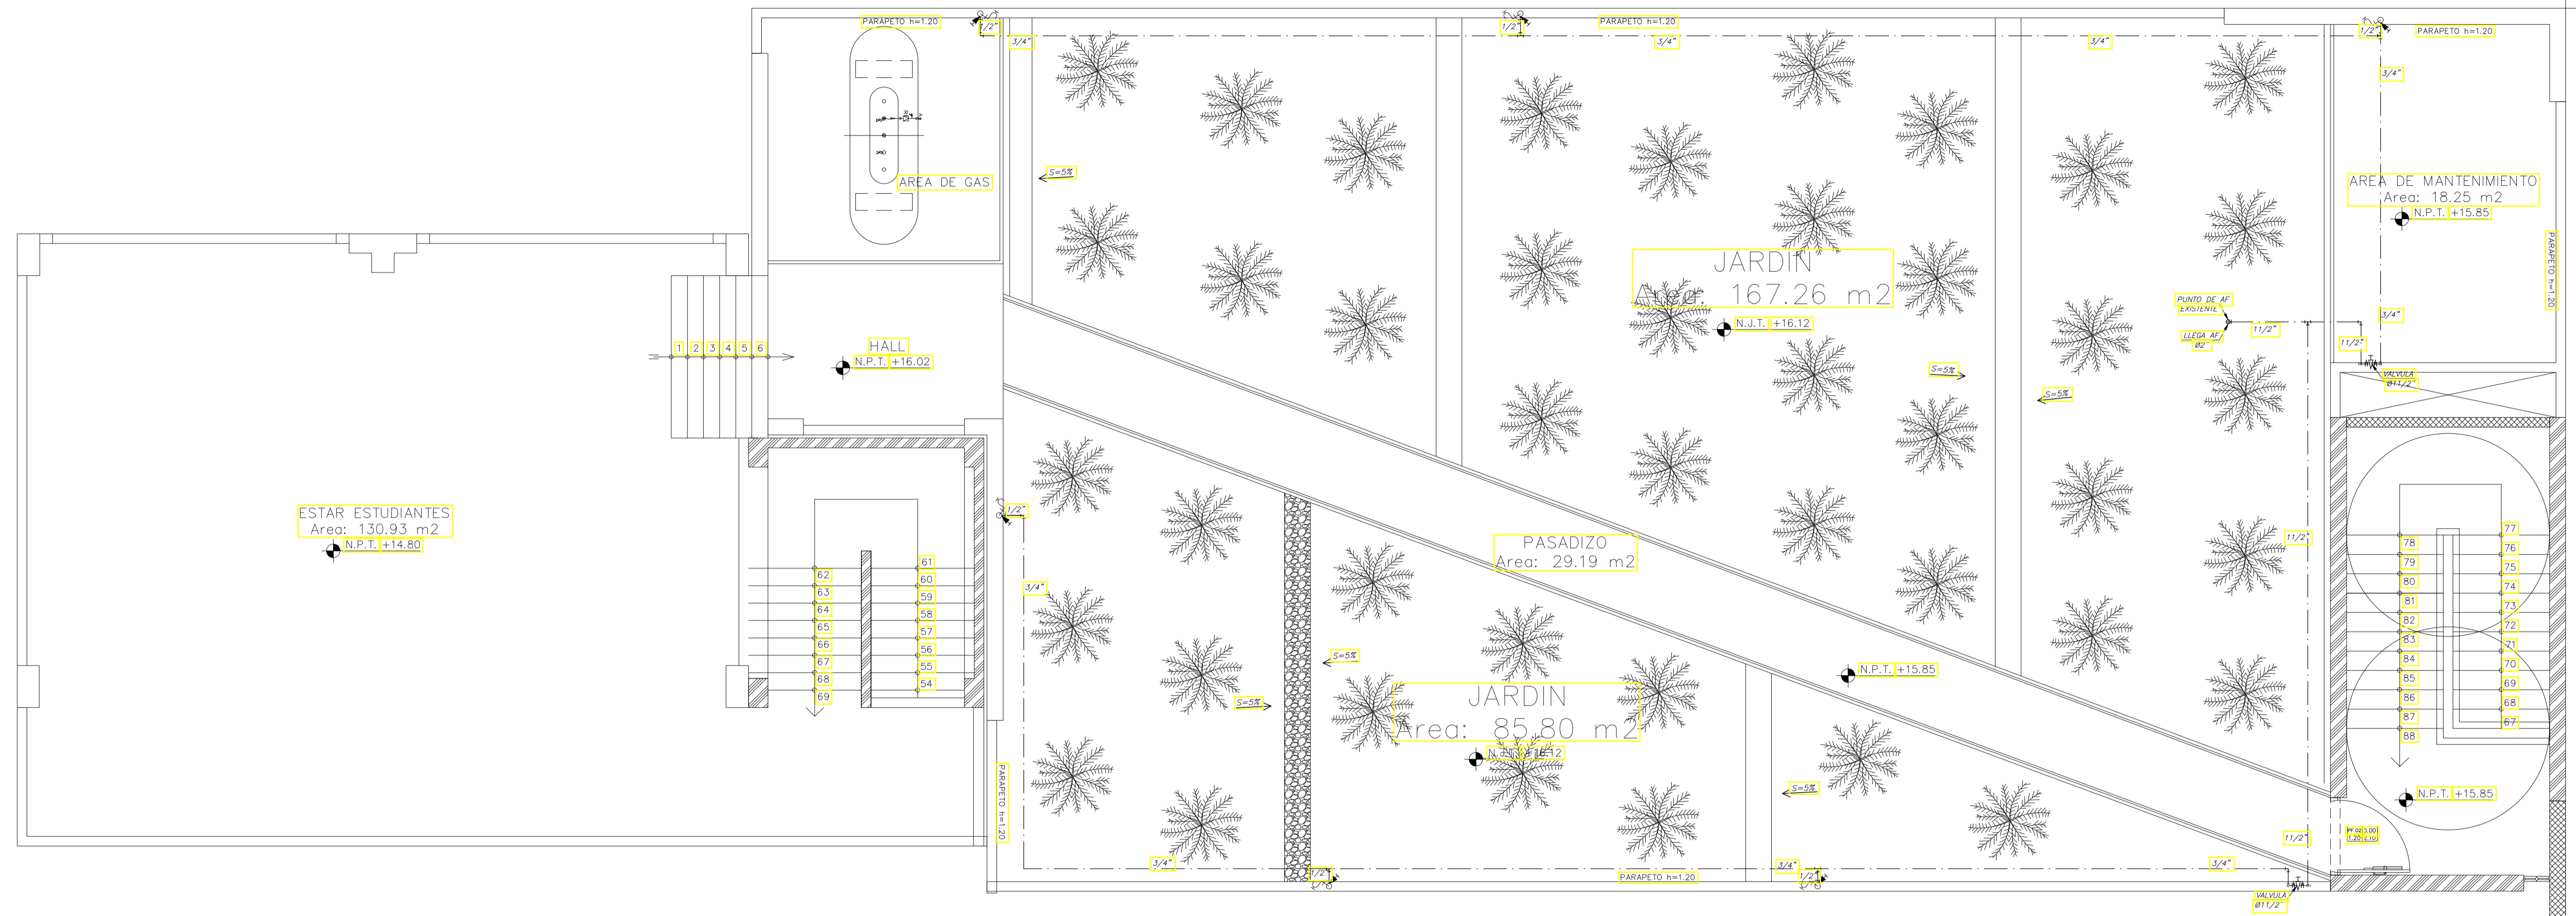 PARAPETO h=1.20
1/2"
3/4"
1/2"
PARAPETO h=1.20
3/4"
3/4"
1/2"
PARAPETO h=1.20
3/4"
AREA DE GAS
S=5%
AREA DE MANTENIMIENTO
Area: 18.25 m2
N.P.T. +15.85
PARAPETO h=1.20
JARDIN
Area: 167.26 m2
N.J.T. +16.12
PUNTO DE AF
EXISTENTE
LLEGA AF
Ø2"
11/2"
3/4"
11/2"
VALVULA
Ø11/2"
1 2 3 4 5 6
HALL
N.P.T. +16.02
S=5%
S=5%
ESTAR ESTUDIANTES
Area: 130.93 m2
N.P.T. +14.80
1/2"
3/4"
61
60
59
58
57
56
55
54
62
63
64
65
66
67
68
69
PASADIZO
Area: 29.19 m2
N.P.T. +15.85
11/2"
77
76
75
74
73
72
71
70
69
68
67
78
79
80
81
82
83
84
85
86
87
88
N.P.T. +15.85
S=5%
S=5%
JARDIN
Area: 85.80 m2
N.J.T. +16.12
S=5%
PARAPETO h=1.20
11/2"
3/4"
1/2"
PARAPETO h=1.20
3/4"
1/2"
3/4"
VALVULA
Ø11/2"